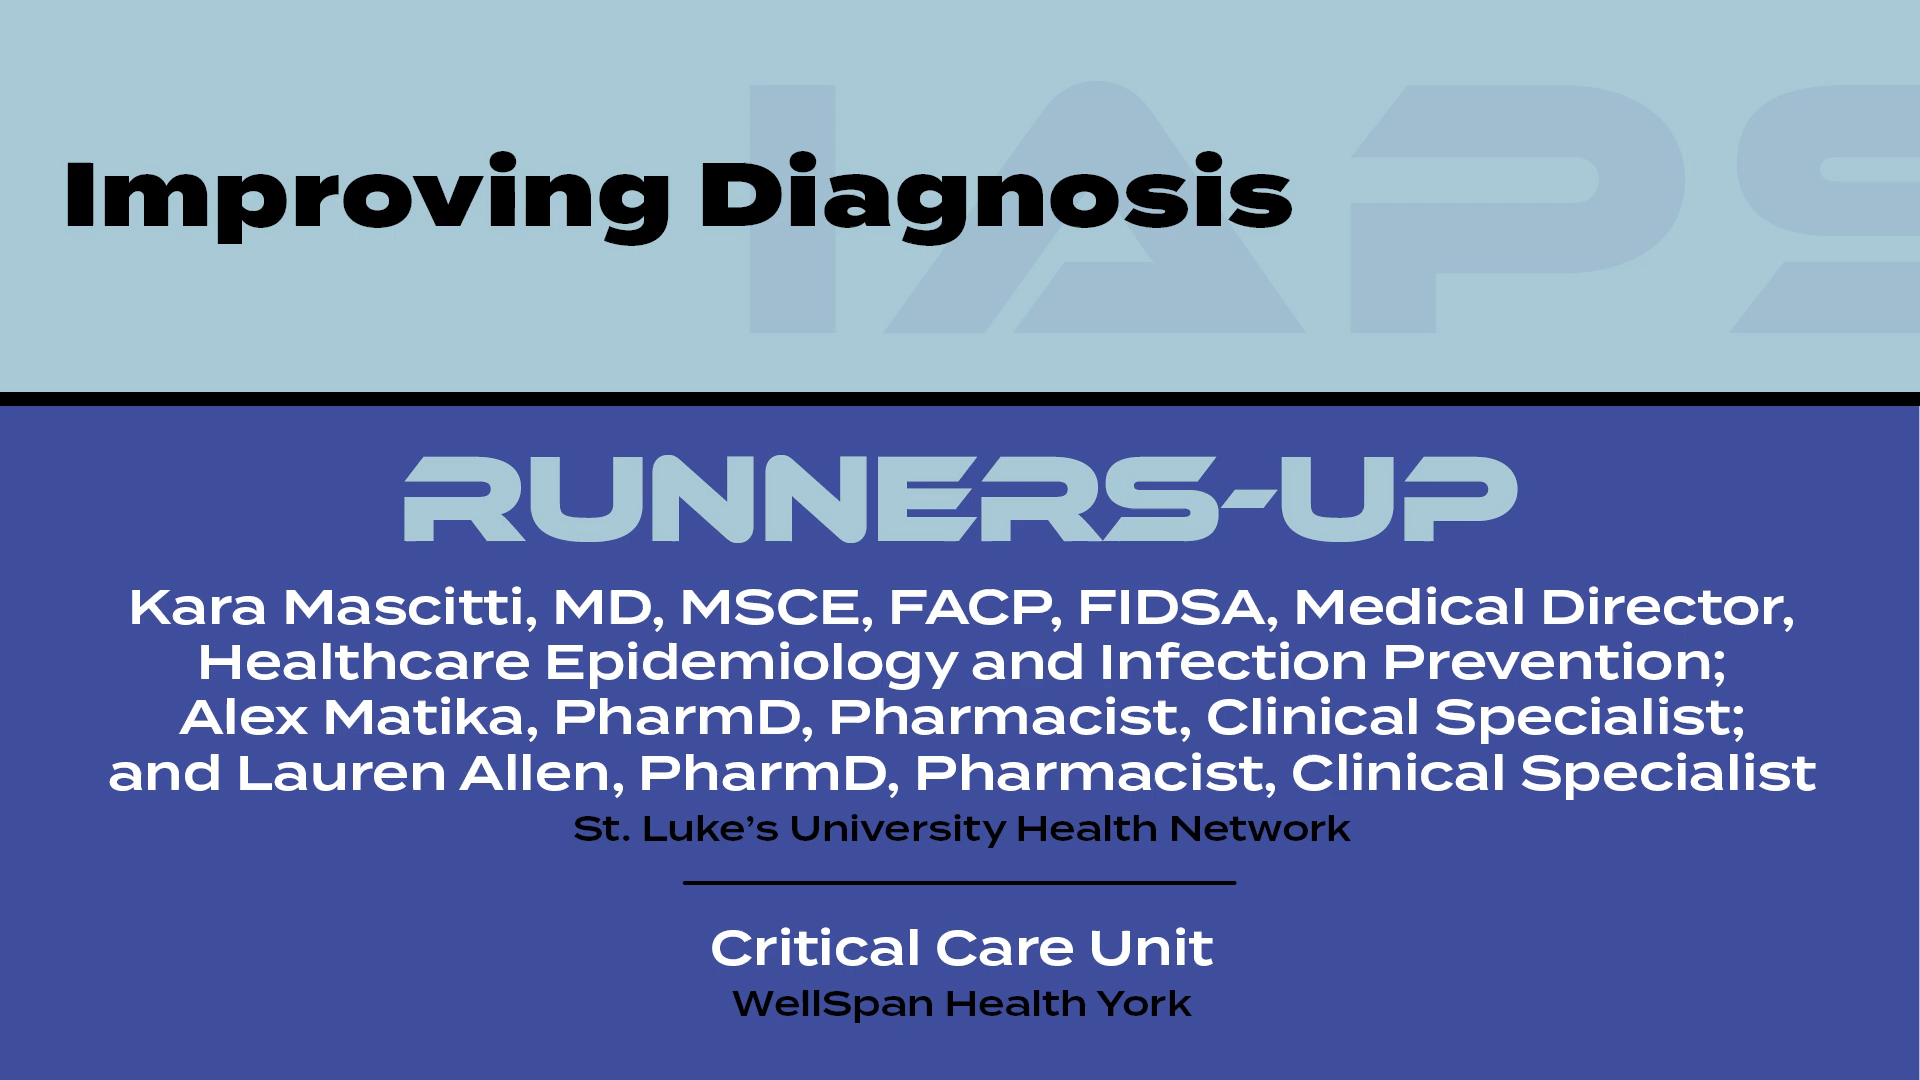 IAPS
Improving Diagnosis
RUNNERS-UP
Kara Mascitti, MD, MSCE, FACP, FIDSA, Medical Director,
Healthcare Epidemiology and Infection Prevention;
Alex Matika, PharmD, Pharmacist, Clinical Specialist;
and Lauren Allen, PharmD, Pharmacist, Clinical Specialist
St. Luke’s University Health Network
Critical Care Unit
WellSpan Health York